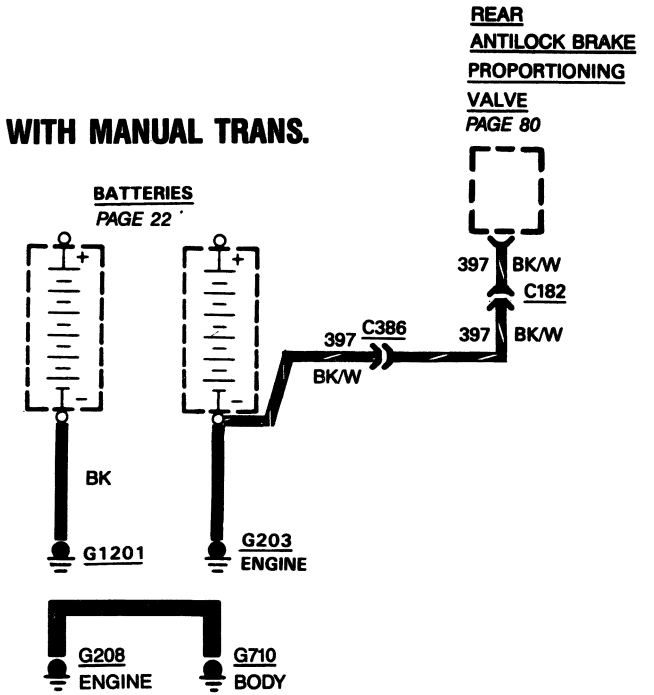 REAR
ANTILOCK BRAKE
PROPORTIONING
VALVE
PAGE 80
WITH MANUAL TRANS.
BATTERIES
PAGE 22
+
+
397 BK/W
C182
397 C386
397 BK/W
BK/W
-
-
BK
G1201
G203
ENGINE
G208
ENGINE
G710
BODY